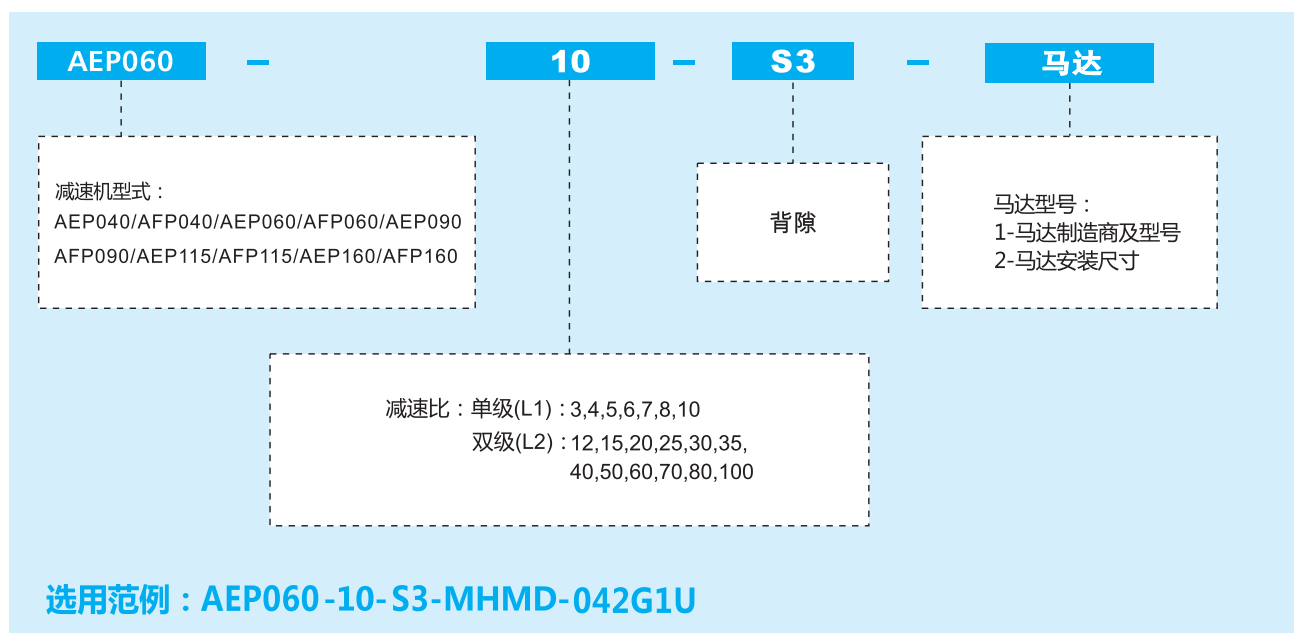 AEP060 - 10 - S3 - 马达
减速机型式：
AEP040/AFP040/AEP060/AFP060/AEP090
AFP090/AEP115/AFP115/AEP160/AFP160
背隙
马达型号：
1-马达制造商及型号
2-马达安装尺寸
减速比：单级(L1)：3,4,5,6,7,8,10
双级(L2)：12,15,20,25,30,35,
40,50,60,70,80,100
选用范例：AEP060-10-S3-MHMD-042G1U